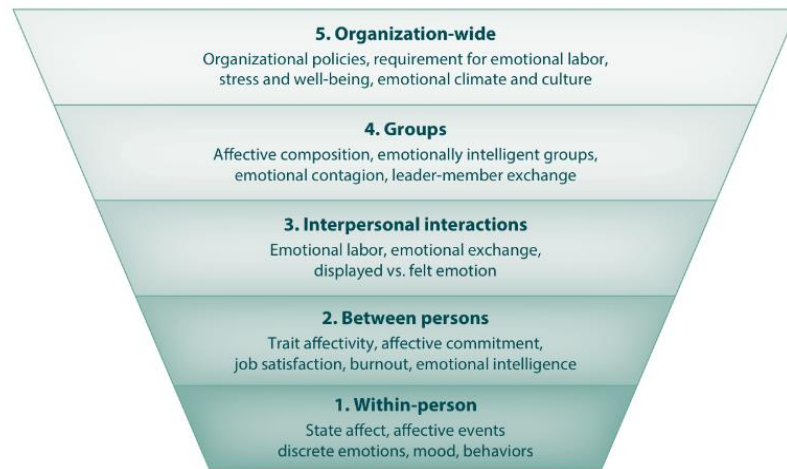 5. Organization-wide
Organizational policies, requirement for emotional labor,
stress and well-being, emotional climate and culture
4. Groups
Affective composition, emotionally intelligent groups,
emotional contagion, leader-member exchange
3. Interpersonal interactions
Emotional labor, emotional exchange,
displayed vs. felt emotion
2. Between persons
Trait affectivity, affective commitment,
job satisfaction, burnout, emotional intelligence
1. Within-person
State affect, affective events
discrete emotions, mood, behaviors